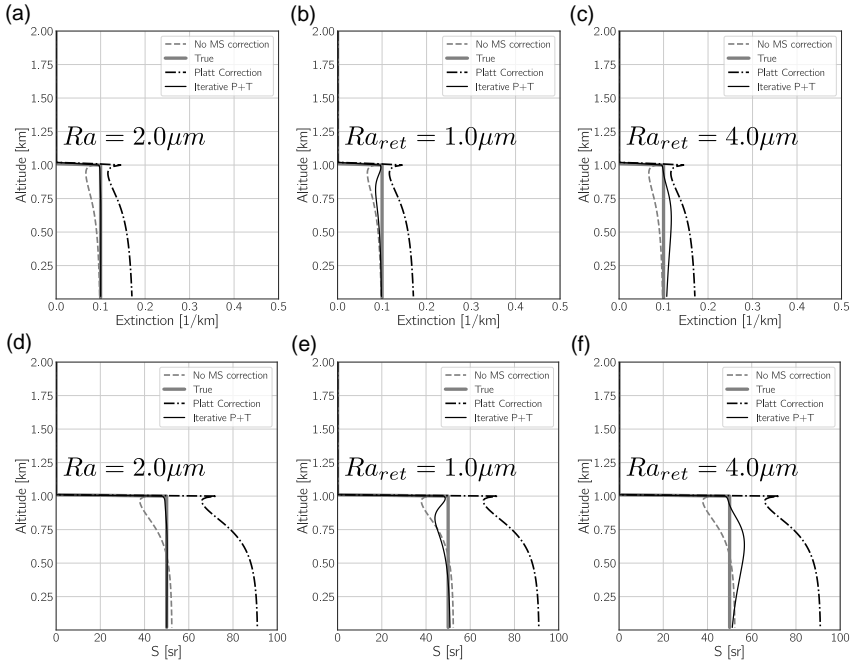 (a)
2.00
1.75
1.50
1.25
1.00
0.75
0.50
0.25
Altitude [km]
No MS correction
True
Platt Correction
Iterative P+T
Ra = 2.0μm
0.0 0.1 0.2 0.3 0.4 0.5
Extinction [1/km]
(b)
2.00
1.75
1.50
1.25
1.00
0.75
0.50
0.25
Altitude [km]
No MS correction
True
Platt Correction
Iterative P+T
Ra_ret = 1.0μm
0.0 0.1 0.2 0.3 0.4 0.5
Extinction [1/km]
(c)
2.00
1.75
1.50
1.25
1.00
0.75
0.50
0.25
Altitude [km]
No MS correction
True
Platt Correction
Iterative P+T
Ra_ret = 4.0μm
0.0 0.1 0.2 0.3 0.4 0.5
Extinction [1/km]
(d)
2.00
1.75
1.50
1.25
1.00
0.75
0.50
0.25
Altitude [km]
No MS correction
True
Platt Correction
Iterative P+T
Ra = 2.0μm
0 20 40 60 80 100
S [sr]
(e)
2.00
1.75
1.50
1.25
1.00
0.75
0.50
0.25
Altitude [km]
No MS correction
True
Platt Correction
Iterative P+T
Ra_ret = 1.0μm
0 20 40 60 80 100
S [sr]
(f)
2.00
1.75
1.50
1.25
1.00
0.75
0.50
0.25
Altitude [km]
No MS correction
True
Platt Correction
Iterative P+T
Ra_ret = 4.0μm
0 20 40 60 80 100
S [sr]